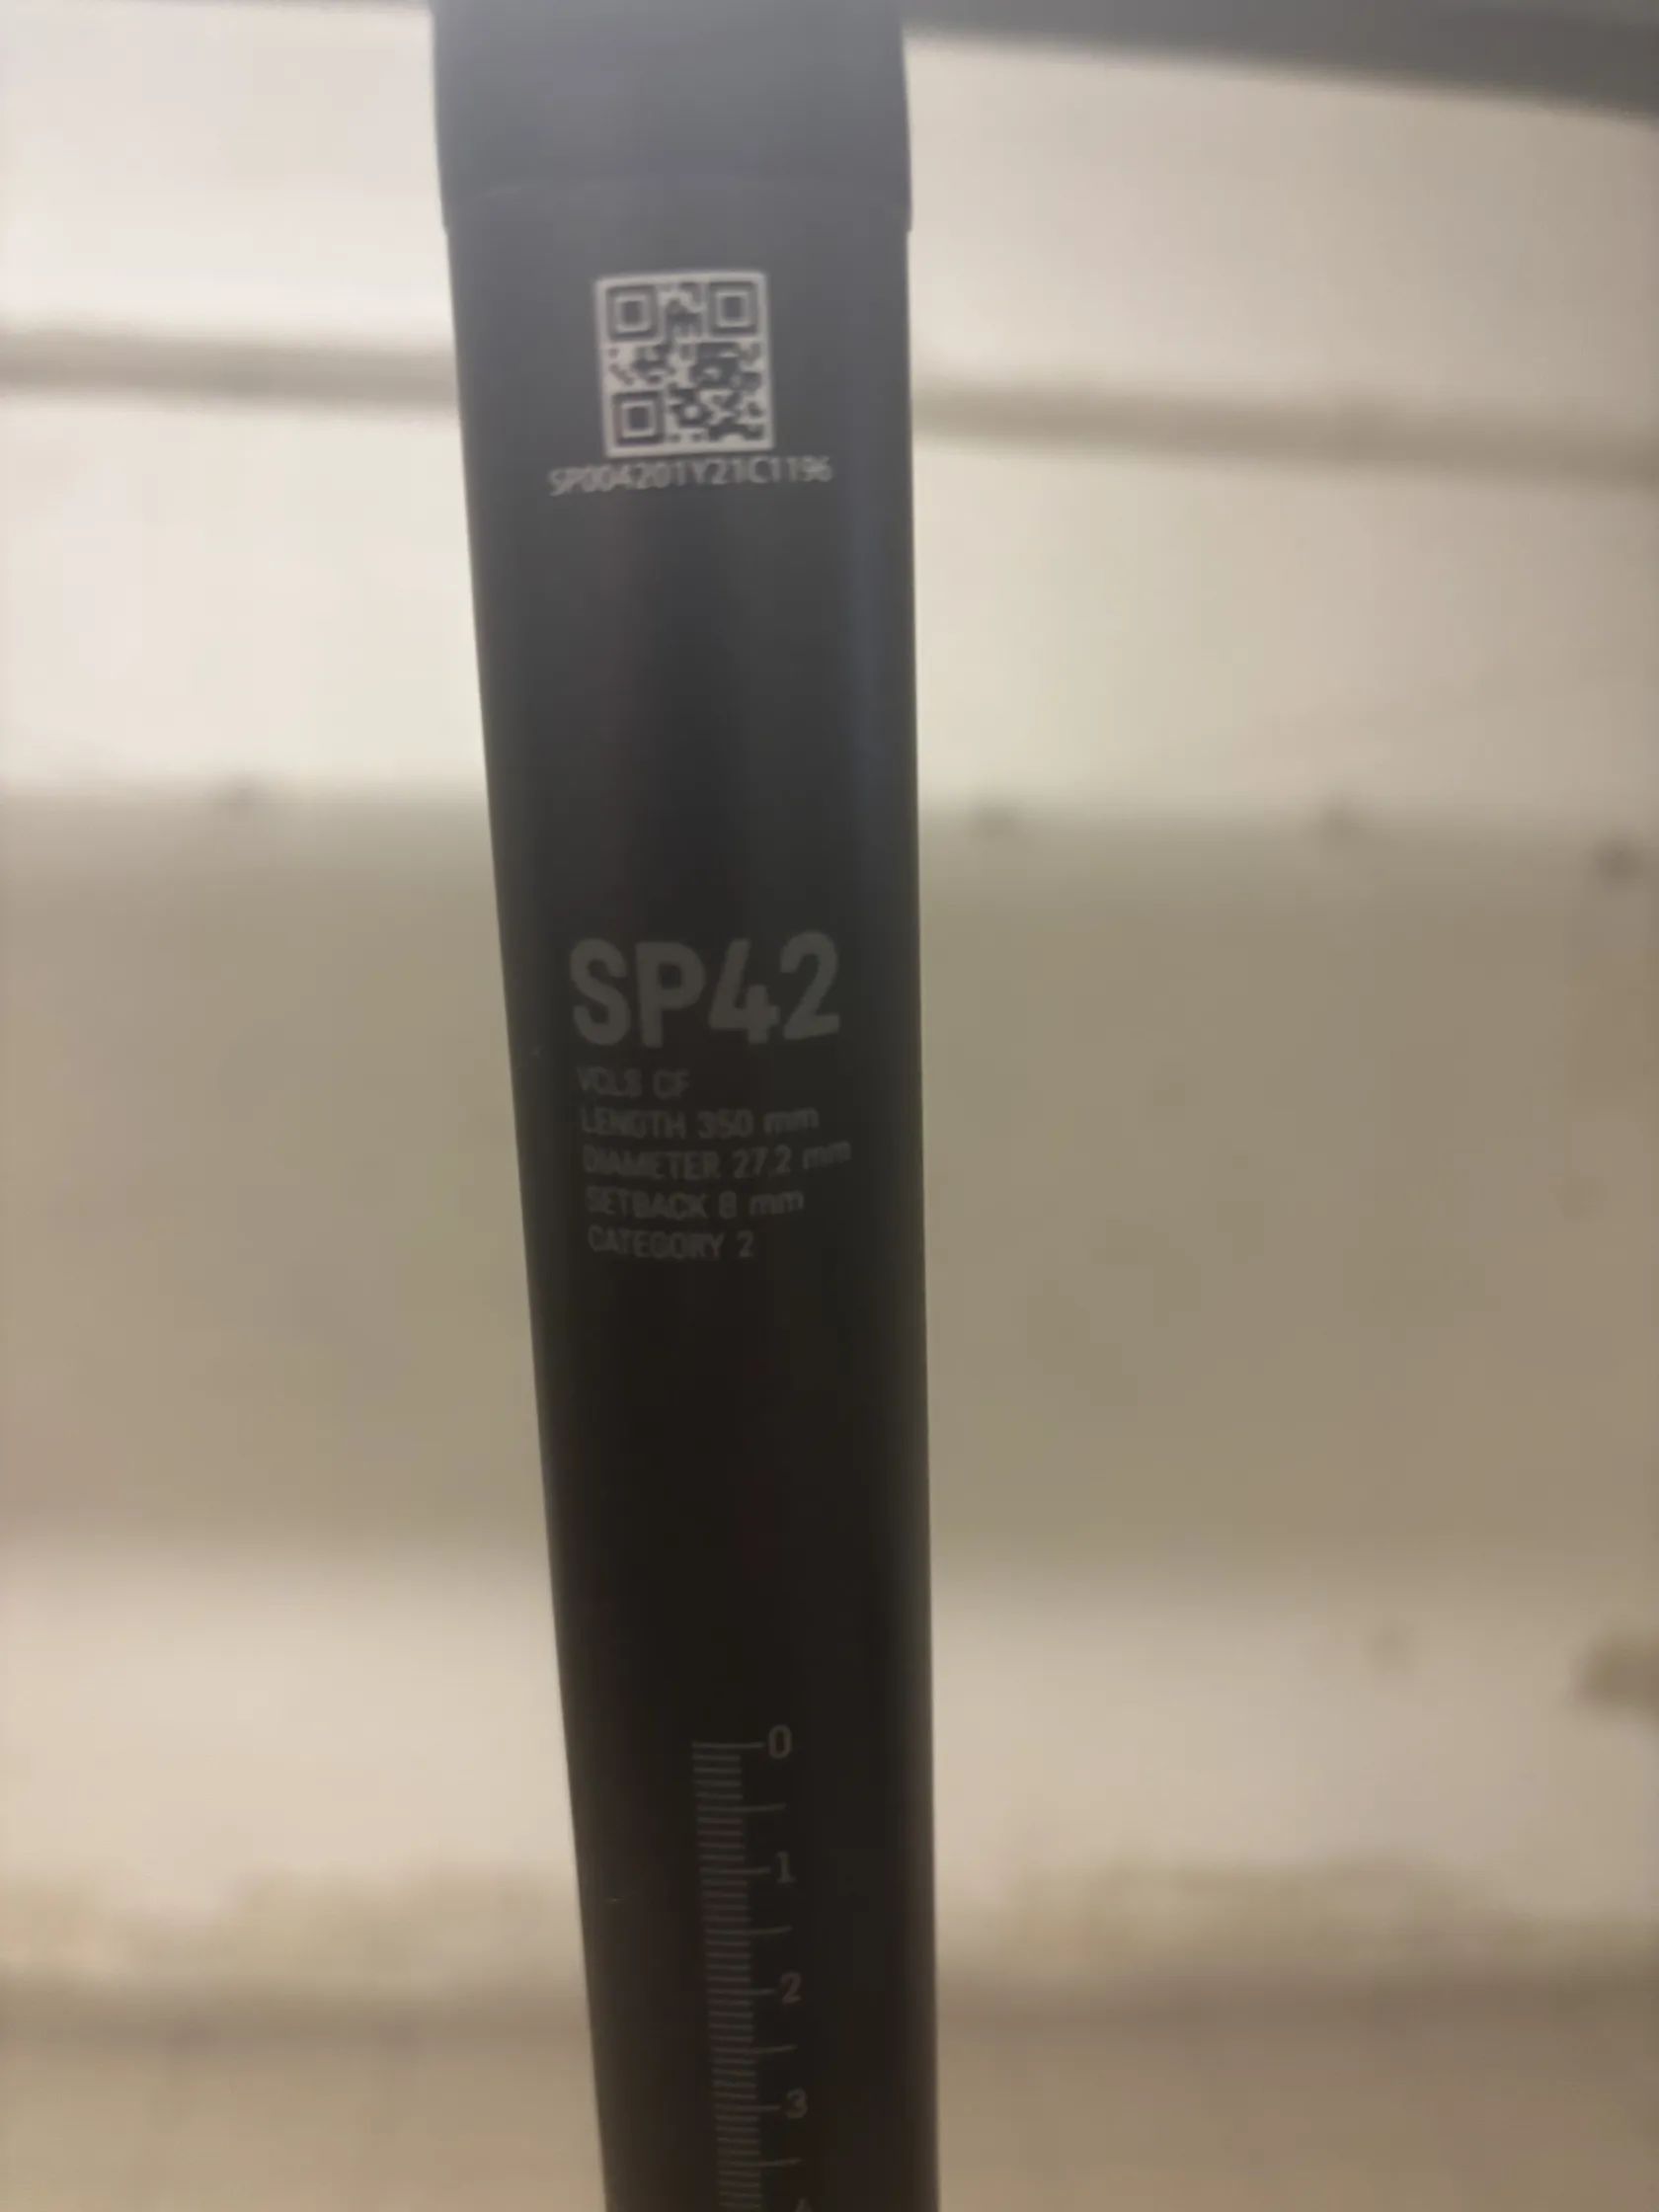 SP004201Y21C1196
SP42
VCLS CF
LENGTH 350 mm
DIAMETER 27,2 mm
SETBACK 8 mm
CATEGORY 2
0
1
2
3
4